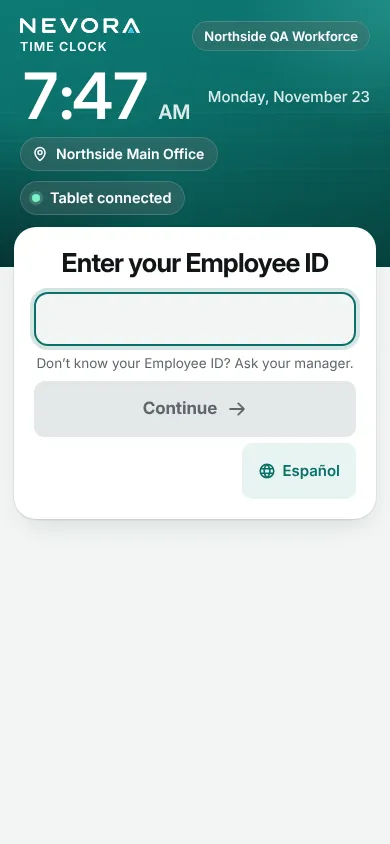 NEVORA
TIME CLOCK
Northside QA Workforce
7:47 AM
Monday, November 23
Northside Main Office
Tablet connected
Enter your Employee ID
Don’t know your Employee ID? Ask your manager.
Continue
Español